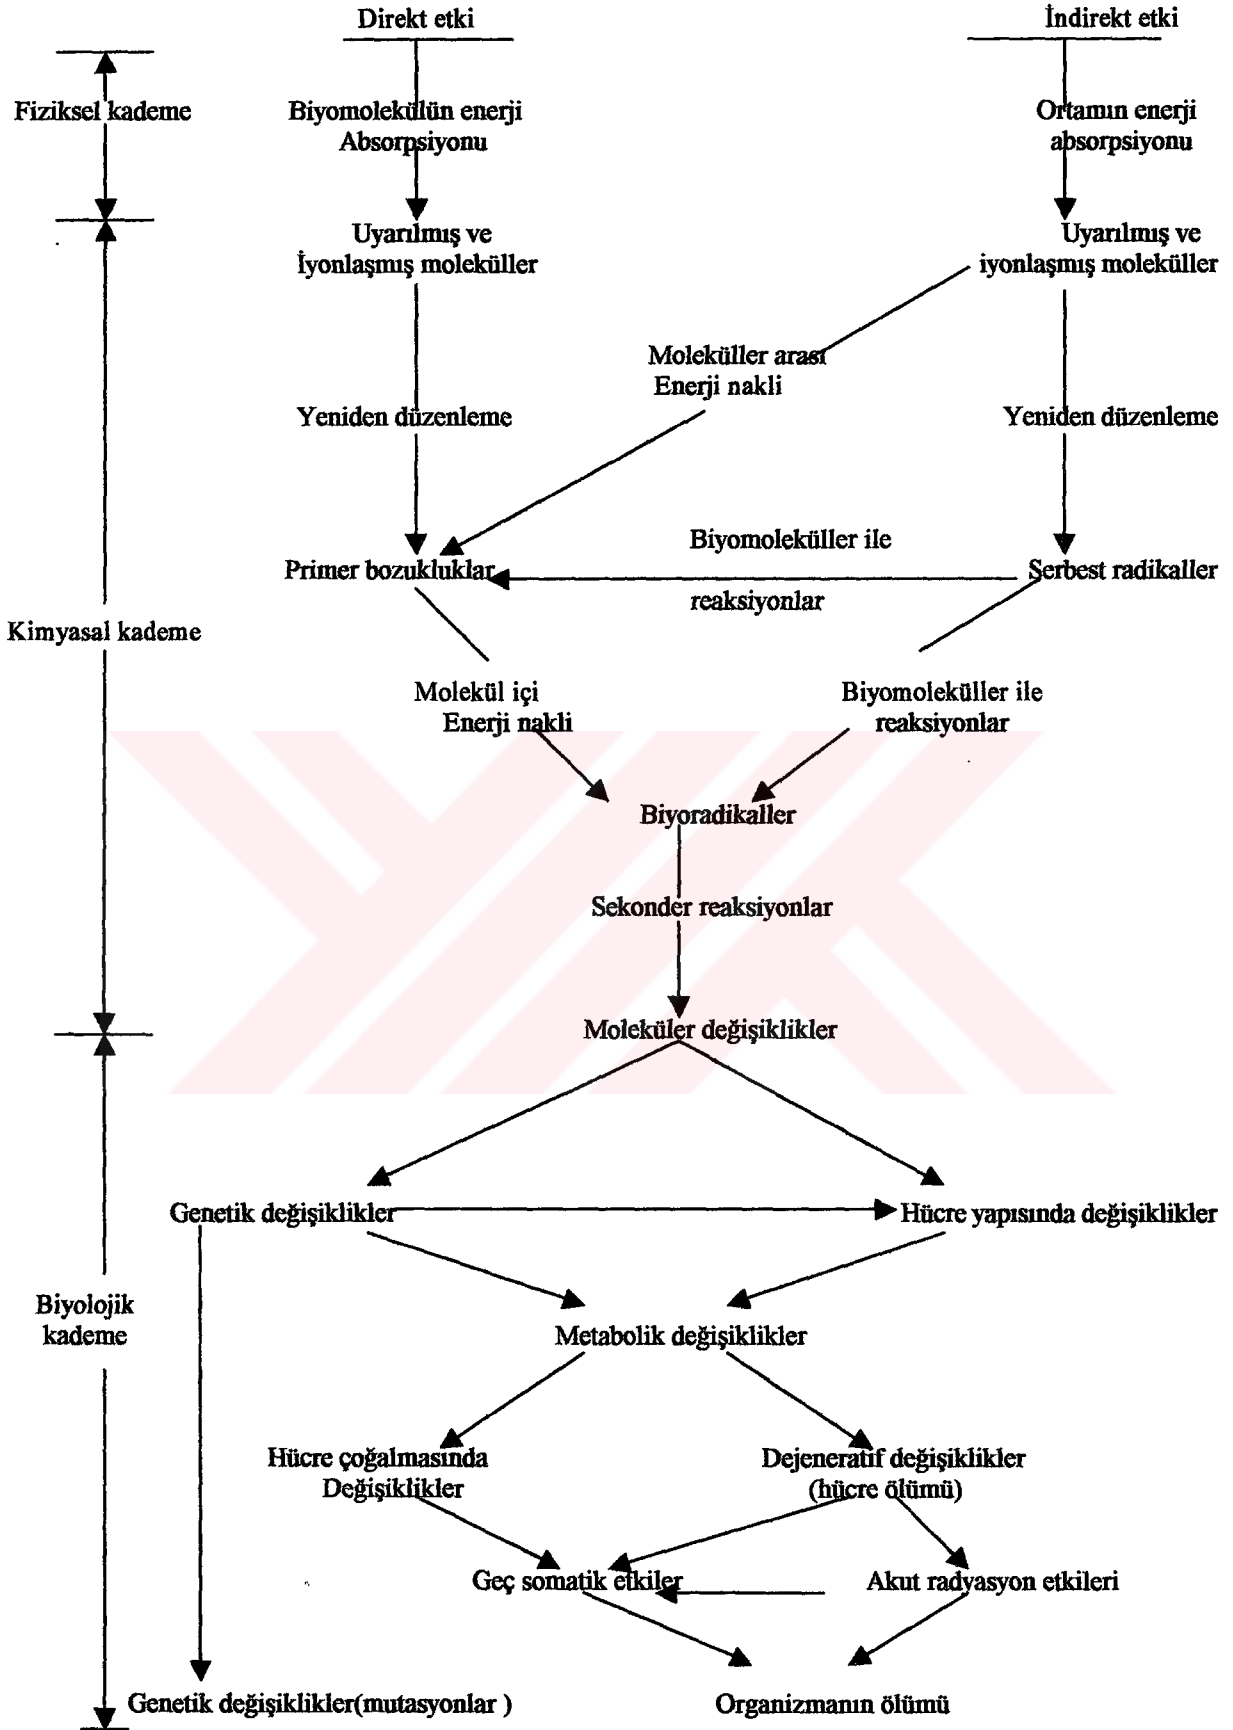 Direkt etki
İndirekt etki
Fiziksel kademe
Biyomolekülün enerji
Absorpsiyonu
Ortamın enerji
absorpsiyonu
Uyarılmış ve
İyonlaşmış moleküller
Uyarılmış ve
iyonlaşmış moleküller
Moleküller arası
Enerji nakli
Yeniden düzenleme
Yeniden düzenleme
Biyomoleküller ile
Primer bozukluklar
Serbest radikaller
reaksiyonlar
Kimyasal kademe
Molekül içi
Enerji nakli
Biyomoleküller ile
reaksiyonlar
Biyoradikaller
Sekonder reaksiyonlar
Moleküler değişiklikler
Genetik değişiklikler
Hücre yapısında değişiklikler
Biyolojik
kademe
Metabolik değişiklikler
Hücre çoğalmasında
Değişiklikler
Dejeneratif değişiklikler
(hücre ölümü)
Geç somatik etkiler
Akut radyasyon etkileri
Genetik değişiklikler(mutasyonlar )
Organizmanın ölümü